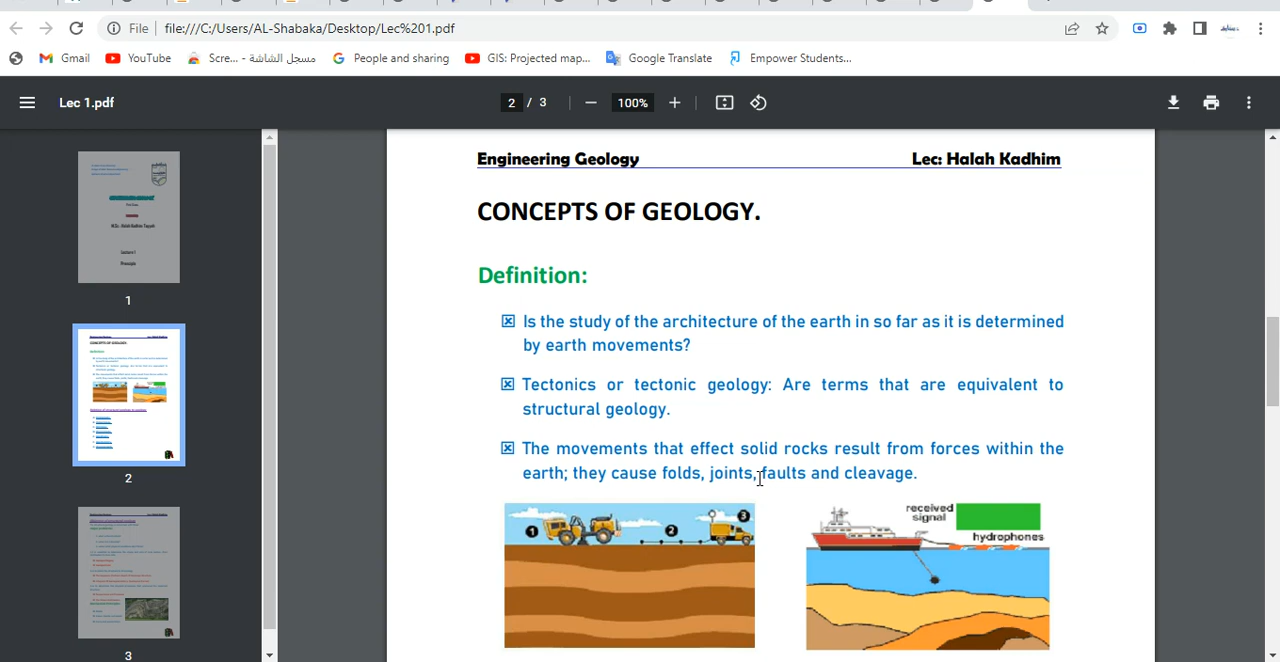 File
file:///C:/Users/AL-Shabaka/Desktop/Lec%201.pdf
Gmail
YouTube
Scre... - مسجل الشاشة
People and sharing
GIS: Projected map...
Google Translate
Empower Students...
Lec 1.pdf
2 / 3
100%
1
2
3
Engineering Geology Lec: Halah Kadhim
CONCEPTS OF GEOLOGY.
Definition:
Is the study of the architecture of the earth in so far as it is determined
by earth movements?
Tectonics or tectonic geology: Are terms that are equivalent to
structural geology.
The movements that effect solid rocks result from forces within the
earth; they cause folds, joints, faults and cleavage.
1 2 3
received
signal
hydrophones